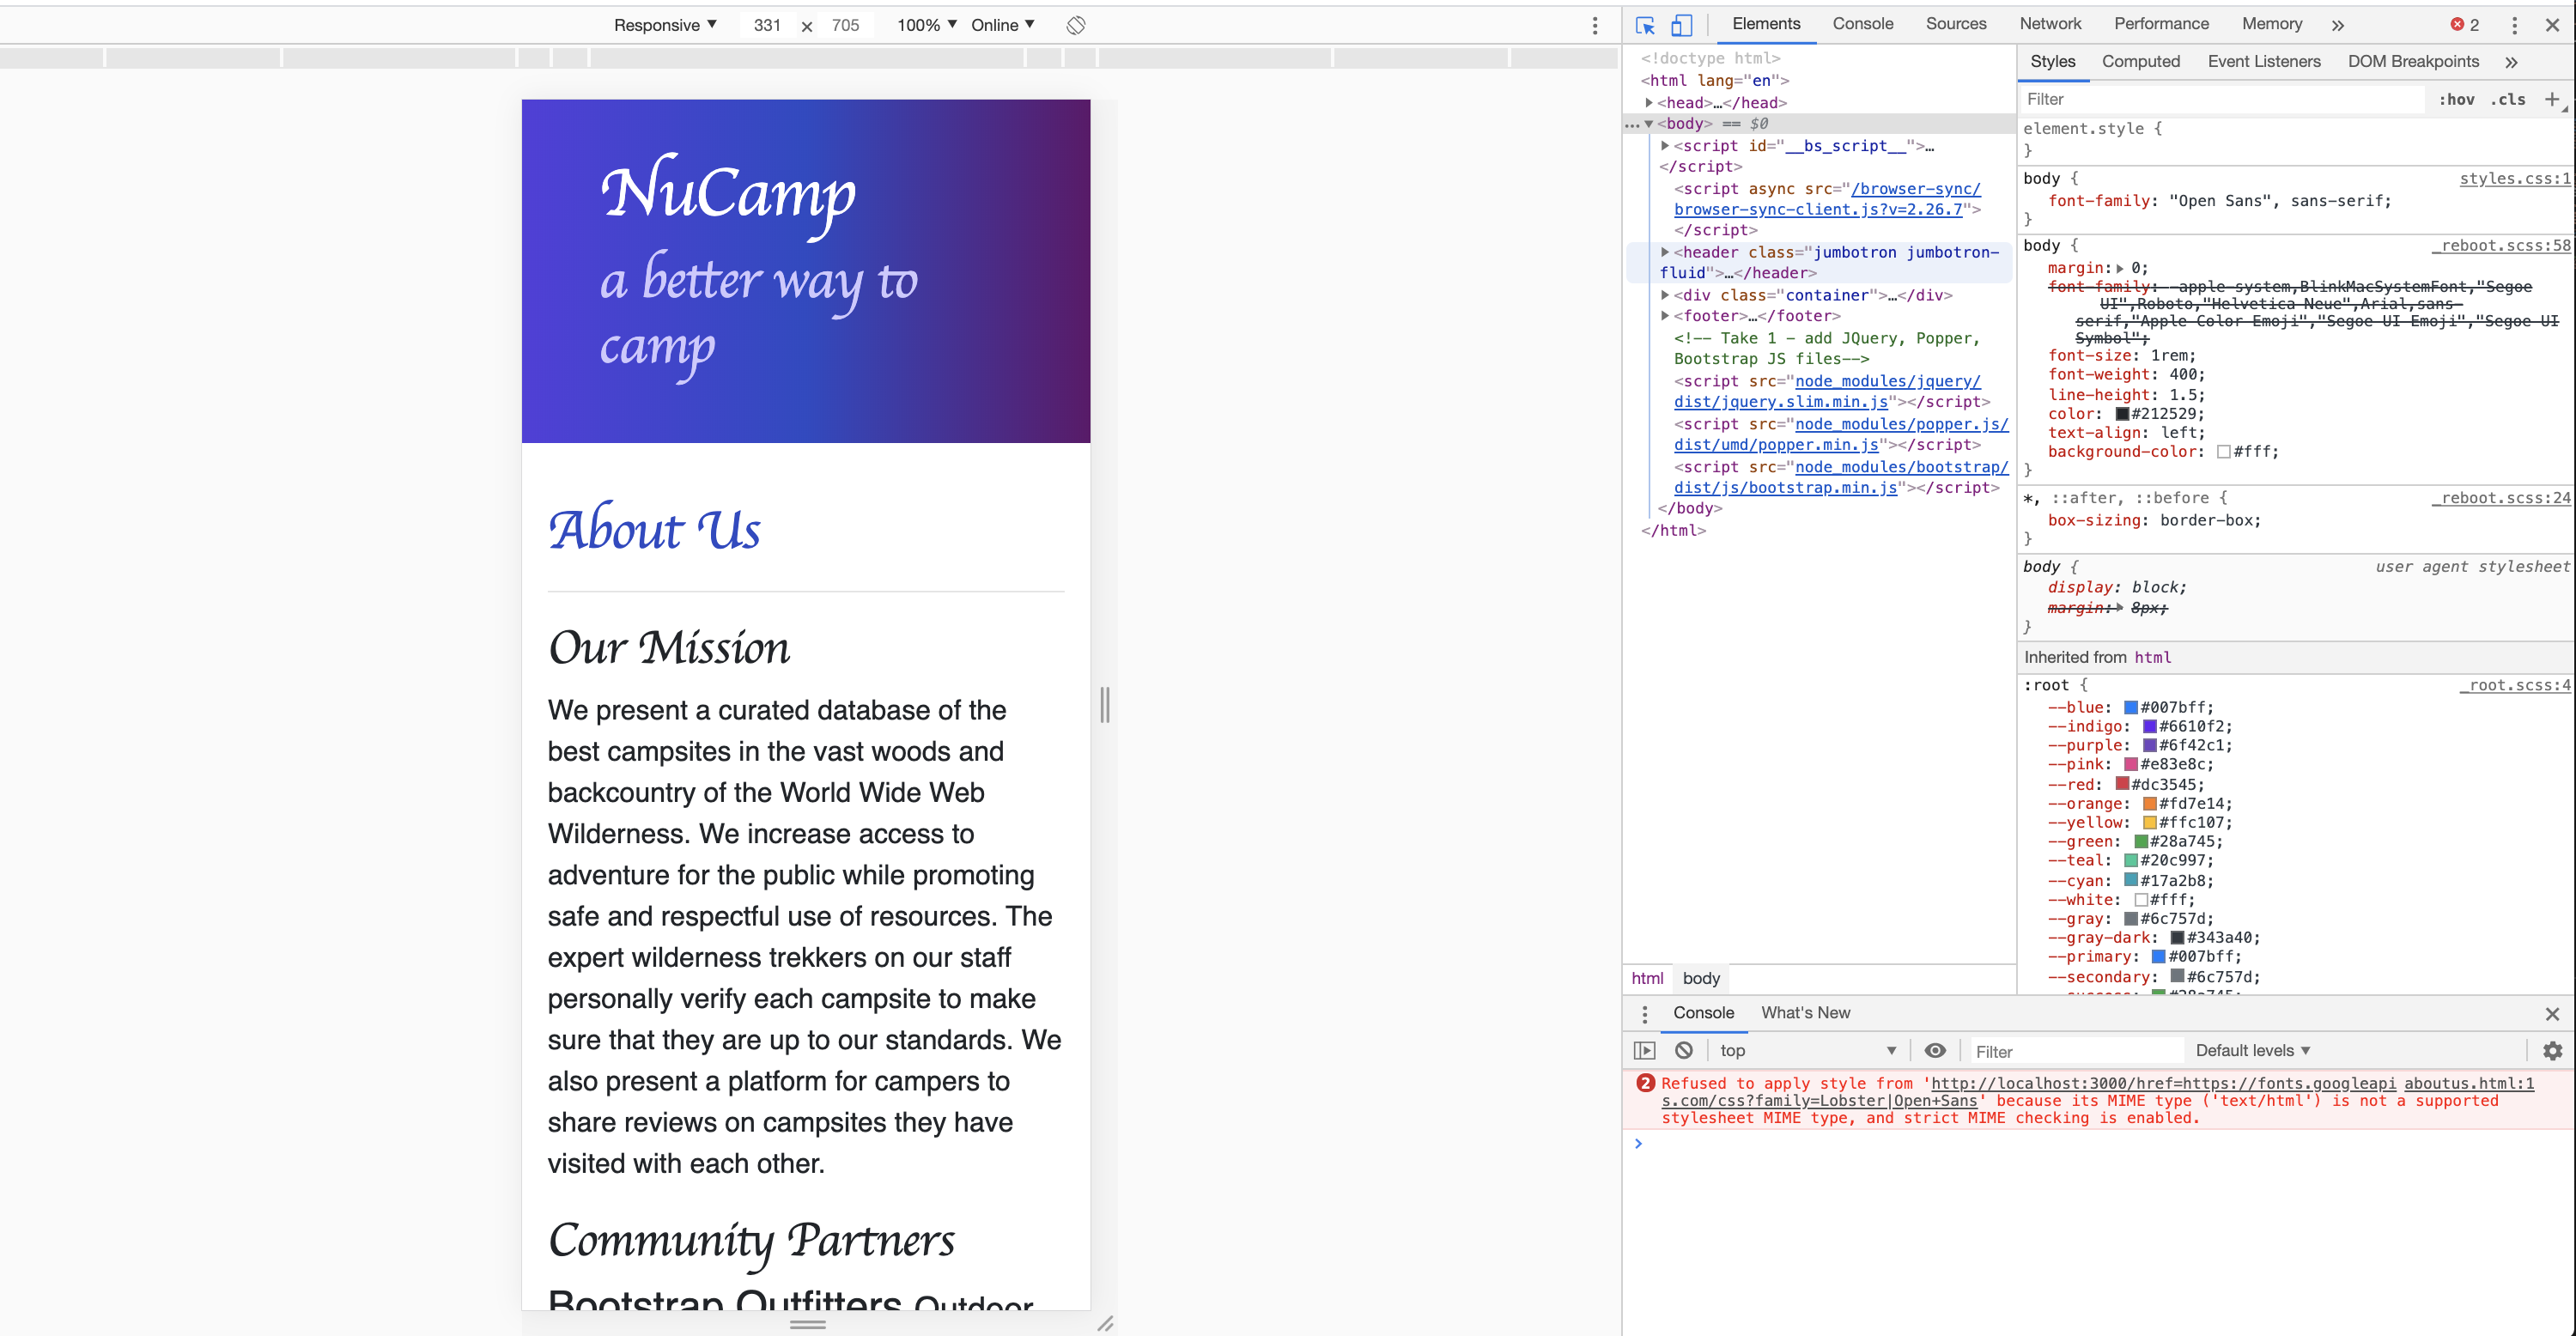 Responsive ▼ 331 × 705 100% ▼ Online ▼
NuCamp
a better way to
camp
About Us
Our Mission
We present a curated database of the
best campsites in the vast woods and
backcountry of the World Wide Web
Wilderness. We increase access to
adventure for the public while promoting
safe and respectful use of resources. The
expert wilderness trekkers on our staff
personally verify each campsite to make
sure that they are up to our standards. We
also present a platform for campers to
share reviews on campsites they have
visited with each other.
Community Partners
Bootstrap Outfitters Outdoor
Elements Console Sources Network Performance Memory » 2
<!doctype html>
<html lang="en">
<head>…</head>
… <body> == $0
<script id="__bs_script__">…
</script>
<script async src="/browser-sync/
browser-sync-client.js?v=2.26.7">
</script>
<header class="jumbotron jumbotron-
fluid">…</header>
<div class="container">…</div>
<footer>…</footer>
<!-- Take 1 - add JQuery, Popper,
Bootstrap JS files-->
<script src="node_modules/jquery/
dist/jquery.slim.min.js"></script>
<script src="node_modules/popper.js/
dist/umd/popper.min.js"></script>
<script src="node_modules/bootstrap/
dist/js/bootstrap.min.js"></script>
</body>
</html>
html body
Styles Computed Event Listeners DOM Breakpoints »
Filter :hov .cls +
element.style {
}
body { styles.css:1
font-family: "Open Sans", sans-serif;
}
body { _reboot.scss:58
margin: 0;
font-family: -apple-system,BlinkMacSystemFont,"Segoe
UI",Roboto,"Helvetica Neue",Arial,sans-
serif,"Apple Color Emoji","Segoe UI Emoji","Segoe UI
Symbol";
font-size: 1rem;
font-weight: 400;
line-height: 1.5;
color: #212529;
text-align: left;
background-color: #fff;
}
*, ::after, ::before { _reboot.scss:24
box-sizing: border-box;
}
body { user agent stylesheet
display: block;
margin: 8px;
}
Inherited from html
:root { _root.scss:4
--blue: #007bff;
--indigo: #6610f2;
--purple: #6f42c1;
--pink: #e83e8c;
--red: #dc3545;
--orange: #fd7e14;
--yellow: #ffc107;
--green: #28a745;
--teal: #20c997;
--cyan: #17a2b8;
--white: #fff;
--gray: #6c757d;
--gray-dark: #343a40;
--primary: #007bff;
--secondary: #6c757d;
--success: #28a745;
Console What's New
top ▼ Filter Default levels ▼
2 Refused to apply style from 'http://localhost:3000/href=https://fonts.googleapi aboutus.html:1
s.com/css?family=Lobster|Open+Sans' because its MIME type ('text/html') is not a supported
stylesheet MIME type, and strict MIME checking is enabled.